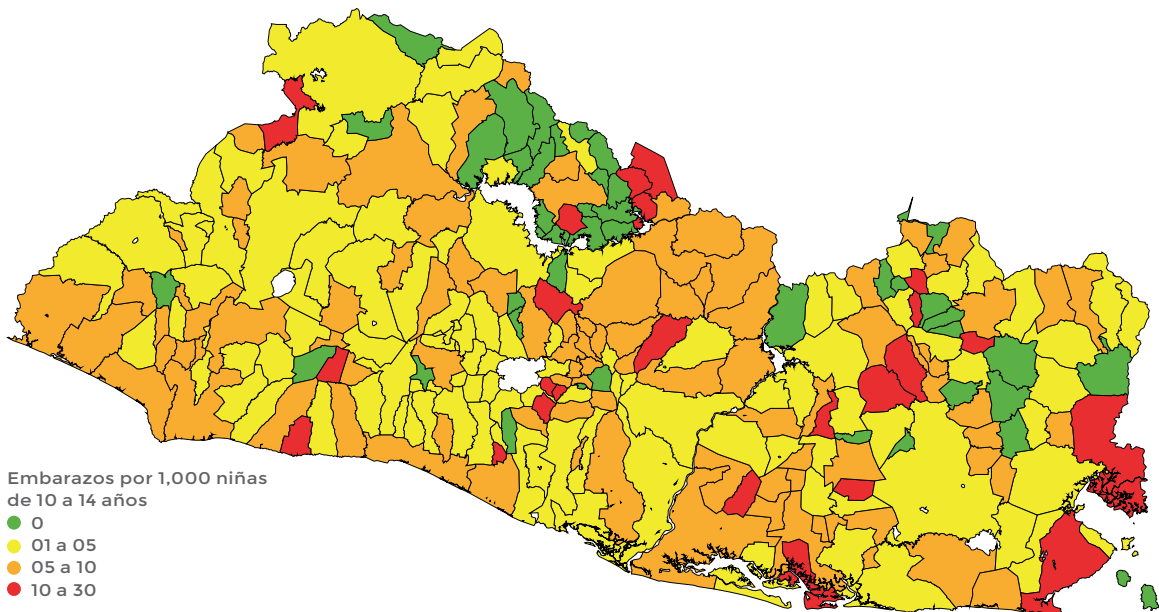 Embarazos por 1,000 niñas
de 10 a 14 años
0
01 a 05
05 a 10
10 a 30